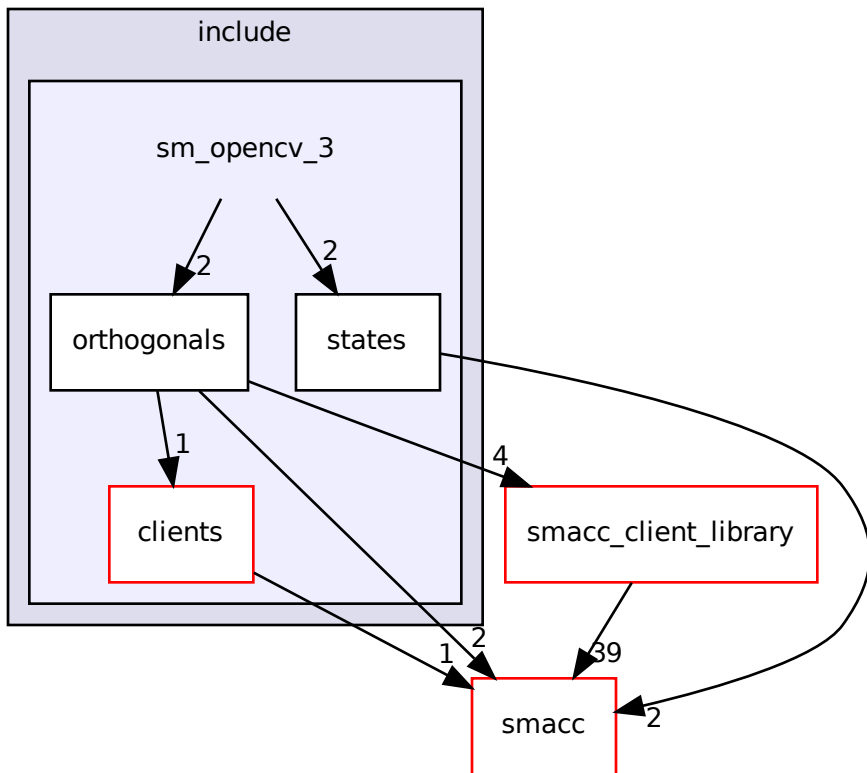 include
sm_opencv_3
2
2
orthogonals
states
1
4
clients
smacc_client_library
1
2
39
2
smacc